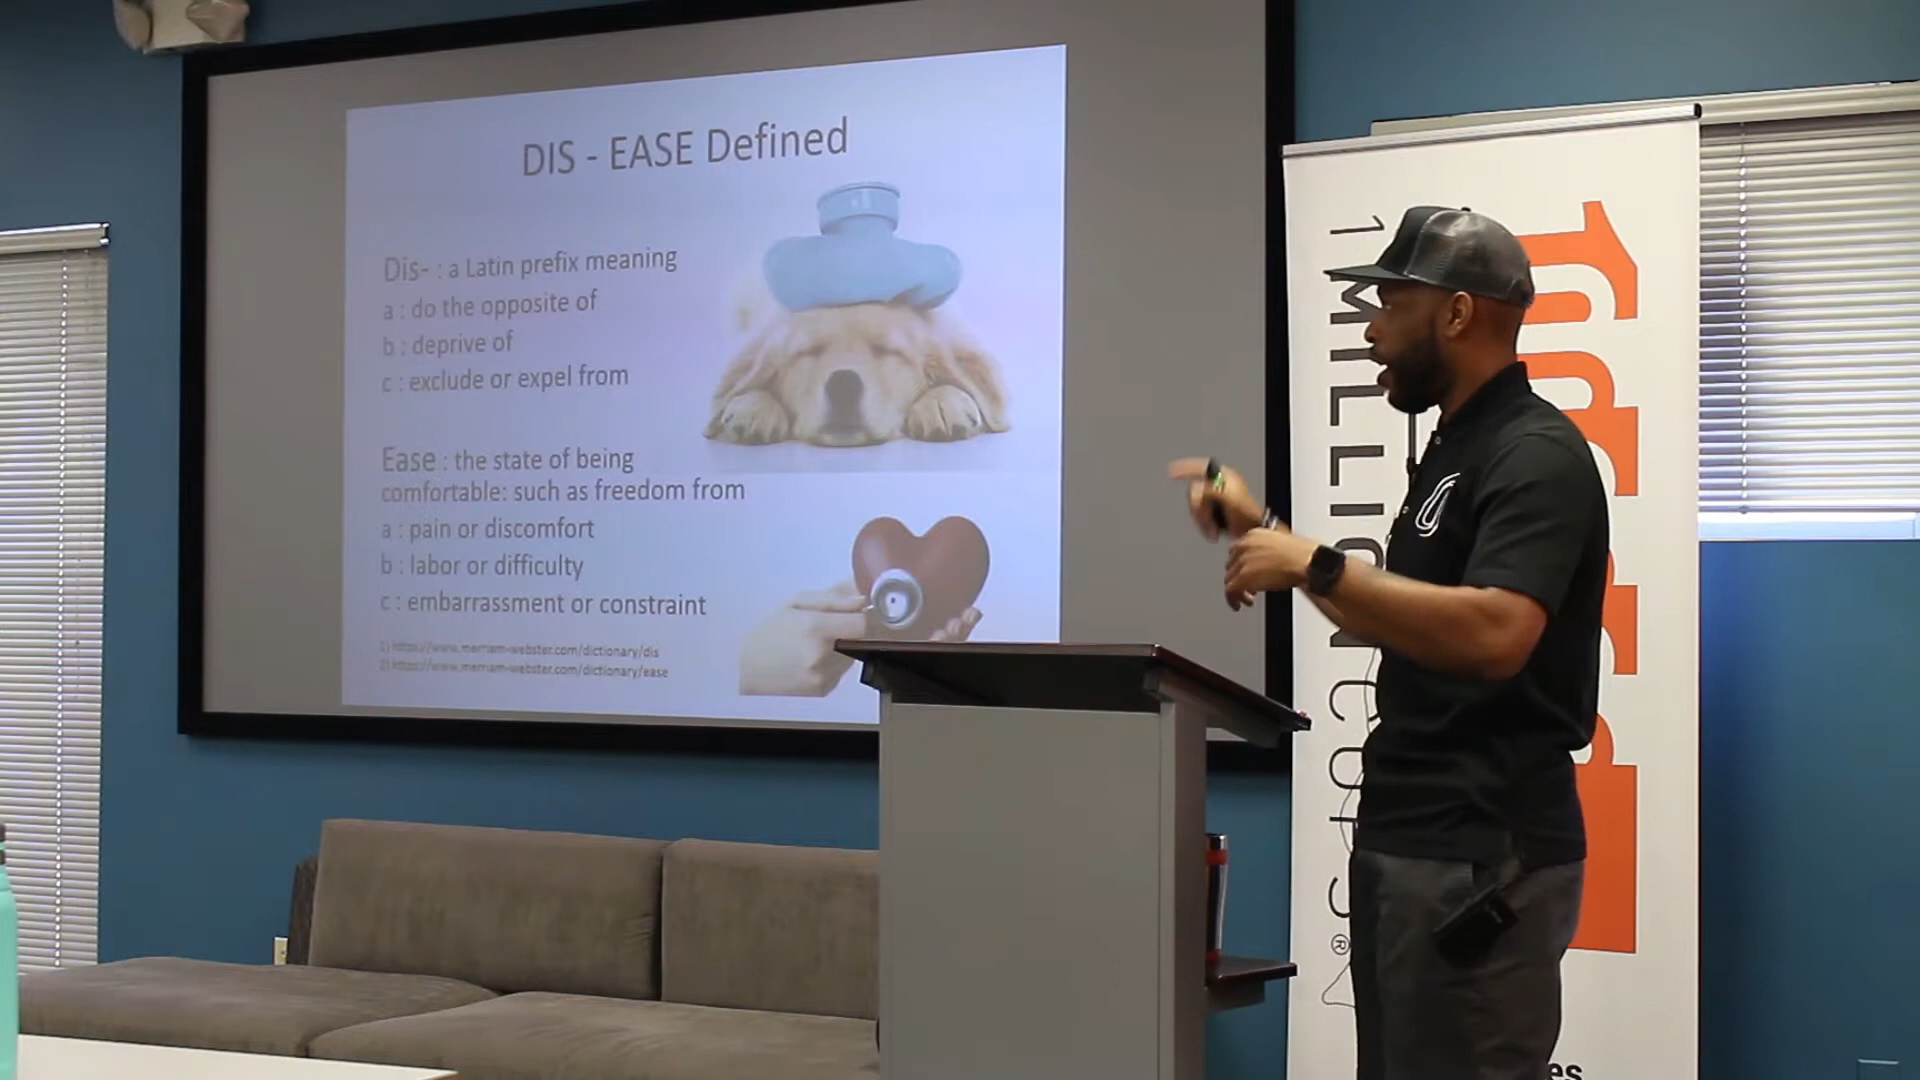 DIS - EASE Defined
Dis- : a Latin prefix meaning
a : do the opposite of
b : deprive of
c : exclude or expel from
Ease : the state of being
comfortable: such as freedom from
a : pain or discomfort
b : labor or difficulty
c : embarrassment or constraint
1) https://www.merriam-webster.com/dictionary/dis
2) https://www.merriam-webster.com/dictionary/ease
1 MILLION CUPS®
es